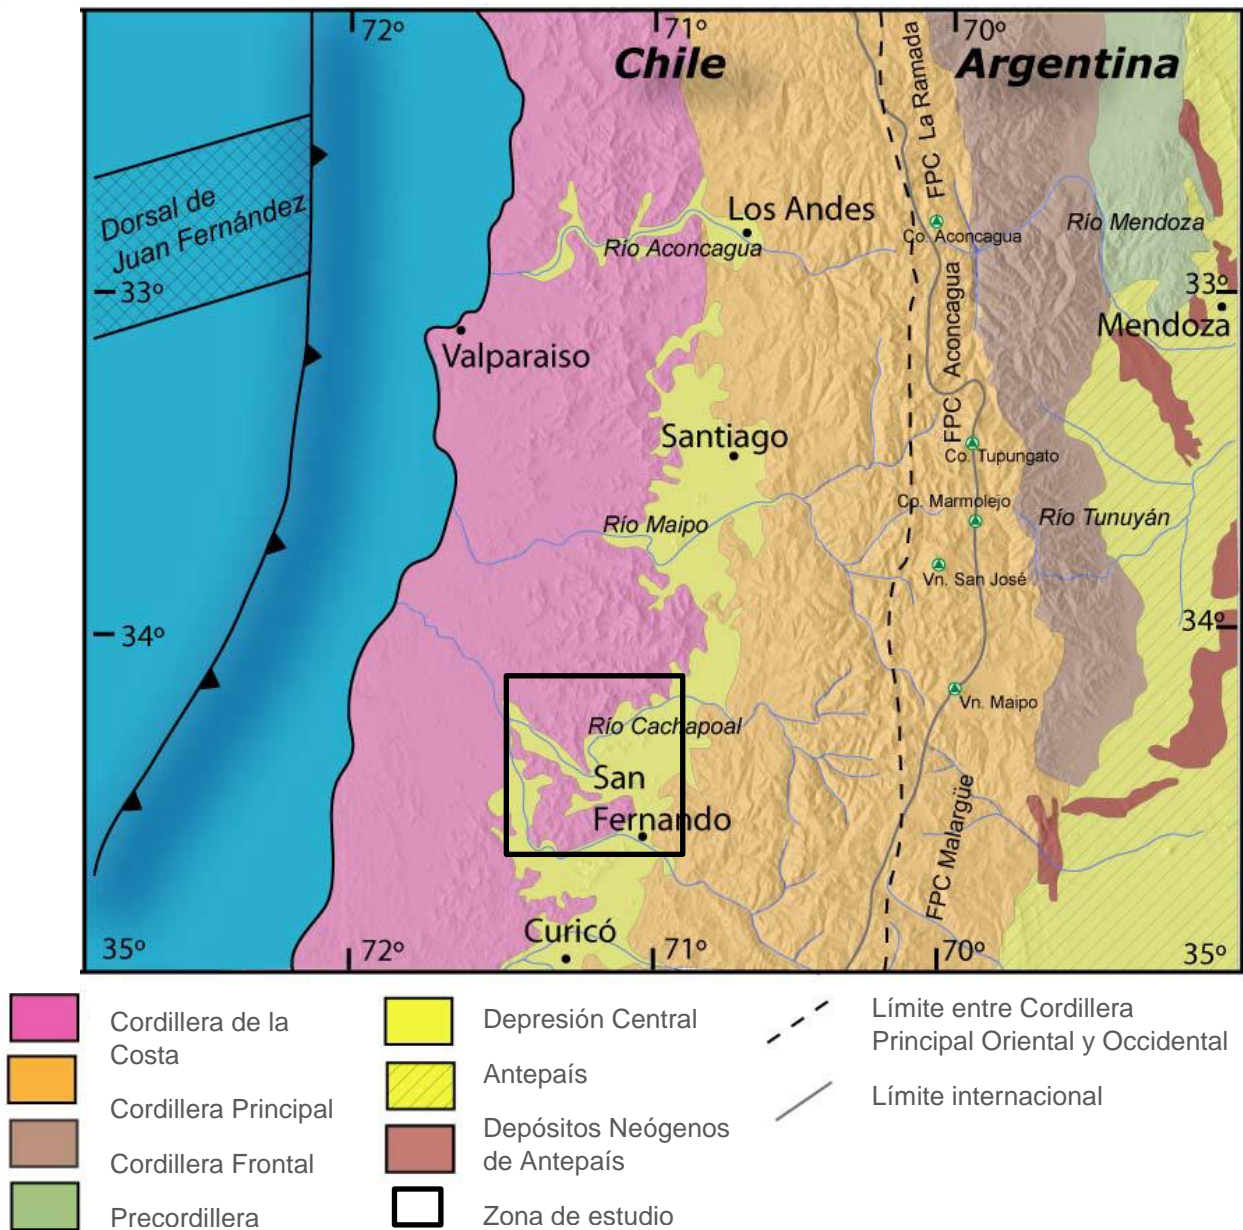 72º
71º
70º
Chile
Argentina
FPC La Ramada
Dorsal de
Juan Fernández
Los Andes
Río Aconcagua
Co. Aconcagua
Río Mendoza
33º
33º
Mendoza
Valparaiso
FPC Aconcagua
Santiago
Co. Tupungato
Co. Marmolejo
Río Maipo
Río Tunuyán
Vn. San José
34º
34º
Vn. Maipo
Río Cachapoal
San
Fernando
FPC Malargüe
Curicó
35º
72º
71º
70º
35º
Cordillera de la
Costa
Cordillera Principal
Cordillera Frontal
Precordillera
Depresión Central
Antepaís
Depósitos Neógenos
de Antepaís
Zona de estudio
Límite entre Cordillera
Principal Oriental y Occidental
Límite internacional